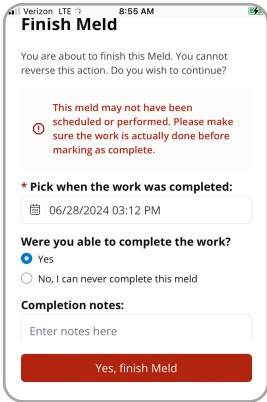 Verizon LTE 8:55 AM
Finish Meld
You are about to finish this Meld. You cannot
reverse this action. Do you wish to continue?
This meld may not have been
scheduled or performed. Please make
sure the work is actually done before
marking as complete.
* Pick when the work was completed:
06/28/2024 03:12 PM
Were you able to complete the work?
Yes
No, I can never complete this meld
Completion notes:
Enter notes here
Yes, finish Meld